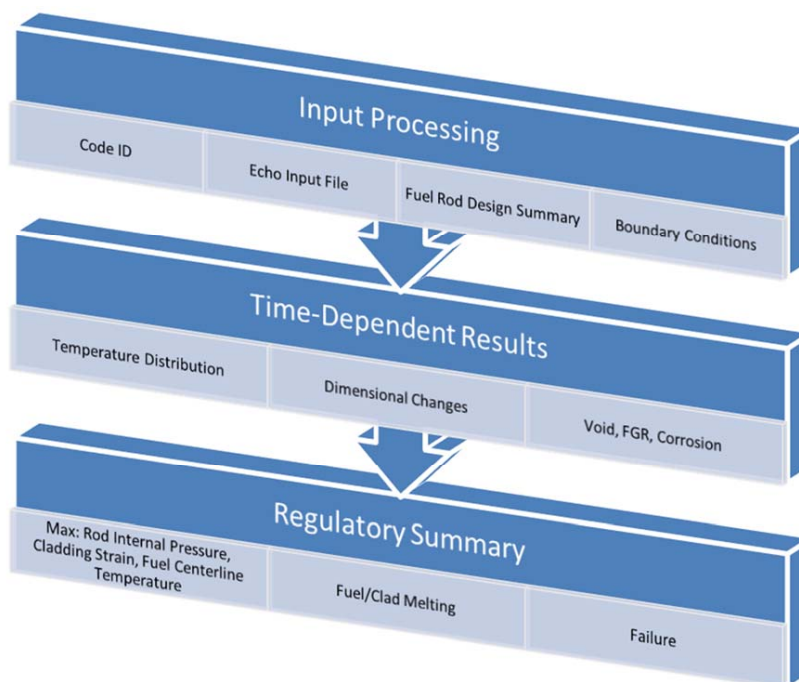 Input Processing
Code ID
Echo Input File
Fuel Rod Design Summary
Boundary Conditions
Time-Dependent Results
Temperature Distribution
Dimensional Changes
Void, FGR, Corrosion
Regulatory Summary
Max: Rod Internal Pressure,
Cladding Strain, Fuel Centerline
Temperature
Fuel/Clad Melting
Failure